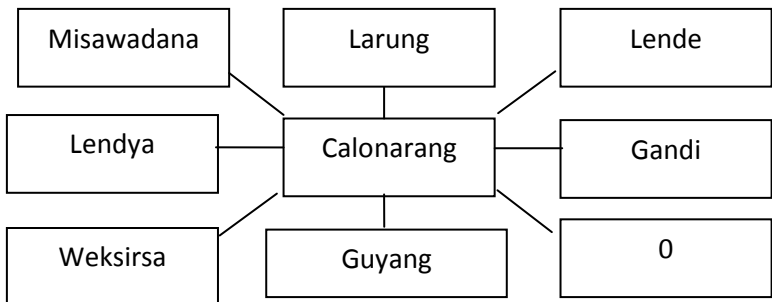 Misawadana
Larung
Lende
Lendya
Calonarang
Gandi
Weksirsa
Guyang
0